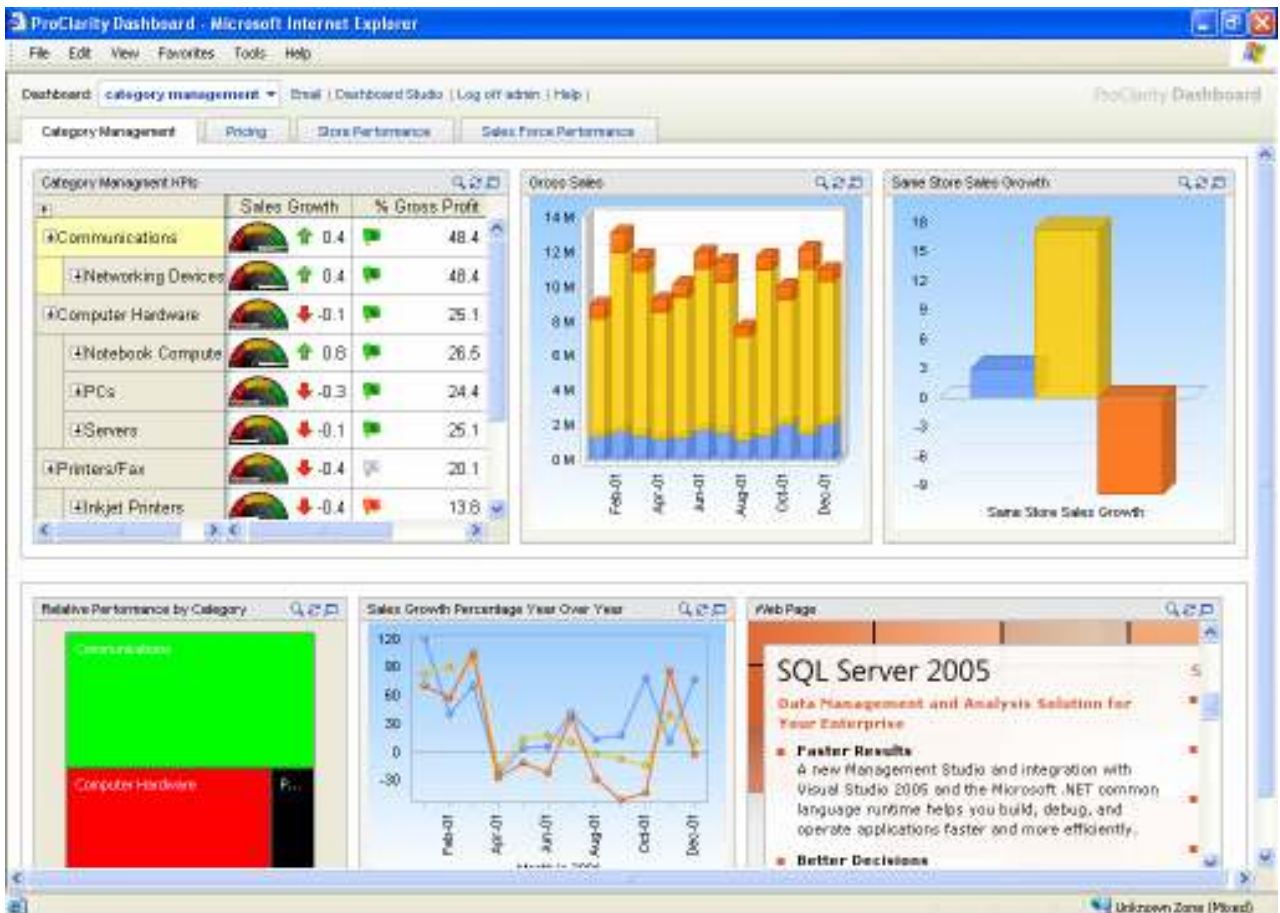 ProClarity Dashboard - Microsoft Internet Explorer
File Edit View Favorites Tools Help
Dashboard: category management Email | Dashboard Studio | Log off admin | Help |
ProClarity Dashboard
Category Management Pricing Store Performance Sales Force Performance
Category Managment KPIs
Sales Growth % Gross Profit
Communications 0.4 48.4
Networking Devices 0.4 48.4
Computer Hardware -0.1 25.1
Notebook Compute 26.5
PCs -0.3 24.4
Servers -0.1 25.1
Printers/Fax -0.4 20.1
Inkjet Printers -0.4
Gross Sales
14 M
12 M
10 M
8 M
6 M
4 M
2 M
0 M
Feb-01 Apr-01 Jun-01 Aug-01 Oct-01 Dec-01
Same Store Sales Growth
18
15
12
9
6
3
0
-3
-6
-9
Same Store Sales Growth
Relative Performance by Category
Communications
Computer Hardware P...
Sales Growth Percentage Year Over Year
120
90
60
30
0
-30
Feb-01 Apr-01 Jun-01 Aug-01 Oct-01 Dec-01
Web Page
SQL Server 2005
Data Management and Analysis Solution for
Your Enterprise
Faster Results
A new Management Studio and integration with
Visual Studio 2005 and the Microsoft .NET common
language runtime helps you build, debug, and
operate applications faster and more efficiently.
Better Decisions
S
Unknown Zone (Mixed)